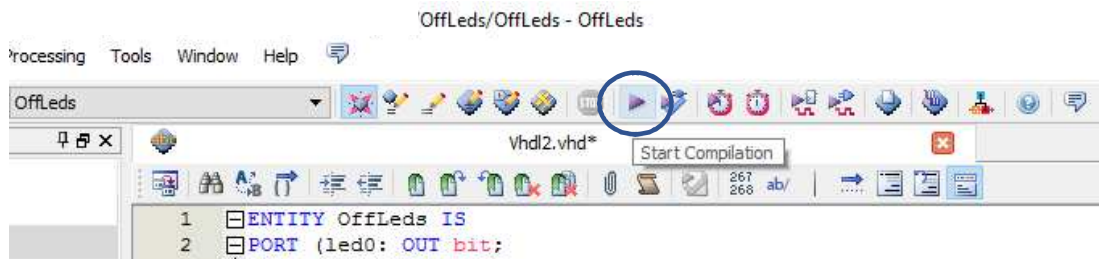 'OffLeds/OffLeds - OffLeds
Processing Tools Window Help
OffLeds
Vhdl2.vhd*
Start Compilation
267
268 ab/
1 ENTITY OffLeds IS
2 PORT (led0: OUT bit;